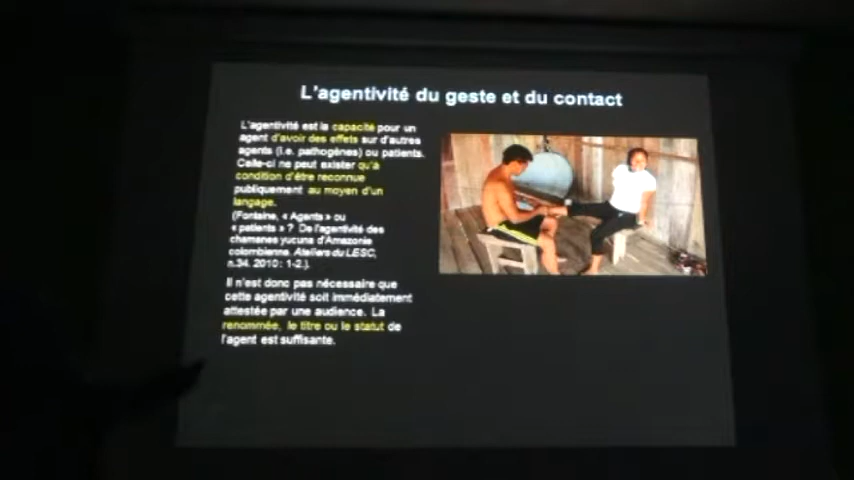 L'agentivité du geste et du contact
L'agentivité est la capacité pour un
agent d'avoir des effets sur d'autres
agents (i.e. pathogènes) ou patients.
Celle-ci ne peut exister qu'à
condition d'être reconnue
publiquement au moyen d'un
langage.
(Fontaine, « Agents » ou
« patients » ? De l'agentivité des
chamanes yucuna d'Amazonie
colombienne. Ateliers du LESC,
n.34. 2010 : 1-2.).
Il n'est donc pas nécessaire que
cette agentivité soit immédiatement
attestée par une audience. La
renommée, le titre ou le statut de
l'agent est suffisante.